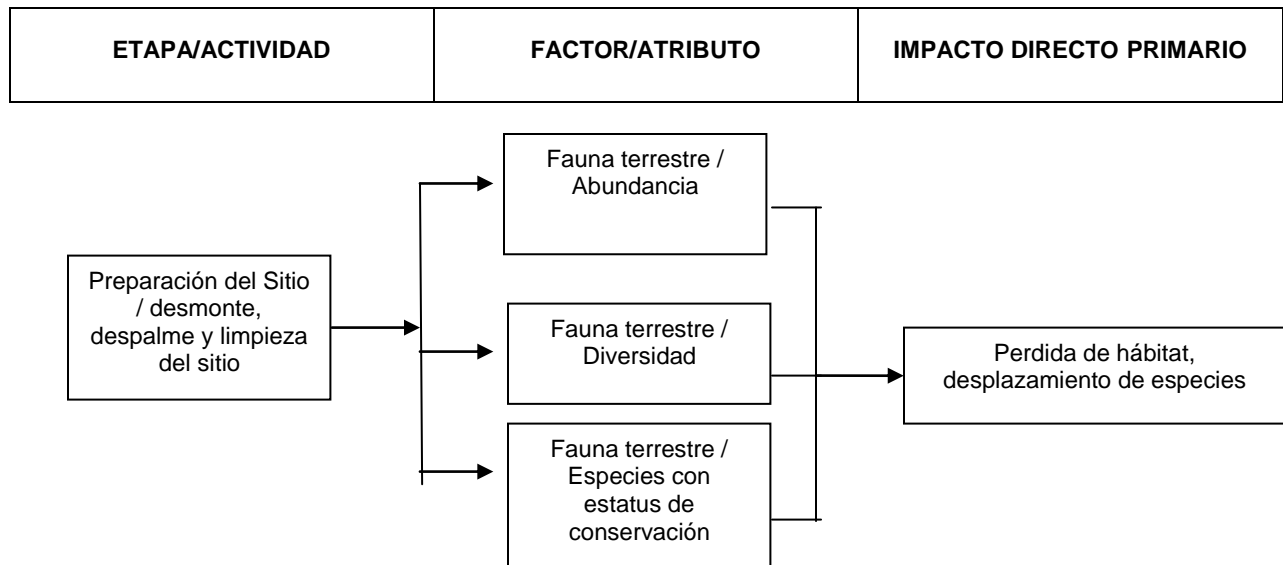 ETAPA/ACTIVIDAD
FACTOR/ATRIBUTO
IMPACTO DIRECTO PRIMARIO
Fauna terrestre /
Abundancia
Preparación del Sitio
/ desmonte,
despalme y limpieza
del sitio
Fauna terrestre /
Diversidad
Fauna terrestre /
Especies con
estatus de
conservación
Perdida de hábitat,
desplazamiento de especies